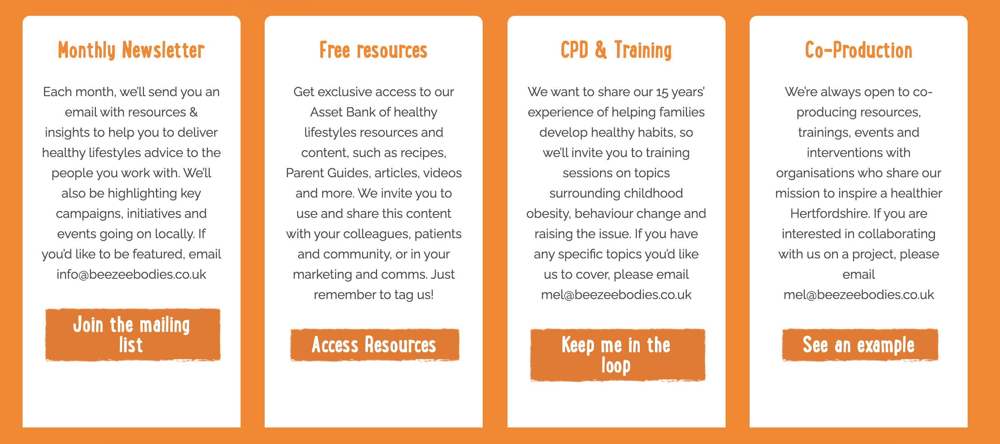 Monthly Newsletter
Each month, we'll send you an
email with resources &
insights to help you to deliver
healthy lifestyles advice to the
people you work with. We'll
also be highlighting key
campaigns, initiatives and
events going on locally. If
you'd like to be featured, email
info@beezeebodies.co.uk
Join the mailing
list
Free resources
Get exclusive access to our
Asset Bank of healthy
lifestyles resources and
content, such as recipes,
Parent Guides, articles, videos
and more. We invite you to
use and share this content
with your colleagues, patients
and community, or in your
marketing and comms. Just
remember to tag us!
Access Resources
CPD & Training
We want to share our 15 years'
experience of helping families
develop healthy habits, so
we'll invite you to training
sessions on topics
surrounding childhood
obesity, behaviour change and
raising the issue. If you have
any specific topics you'd like
us to cover, please email
mel@beezeebodies.co.uk
Keep me in the
loop
Co-Production
We're always open to co-
producing resources,
trainings, events and
interventions with
organisations who share our
mission to inspire a healthier
Hertfordshire. If you are
interested in collaborating
with us on a project, please
email
mel@beezeebodies.co.uk
See an example